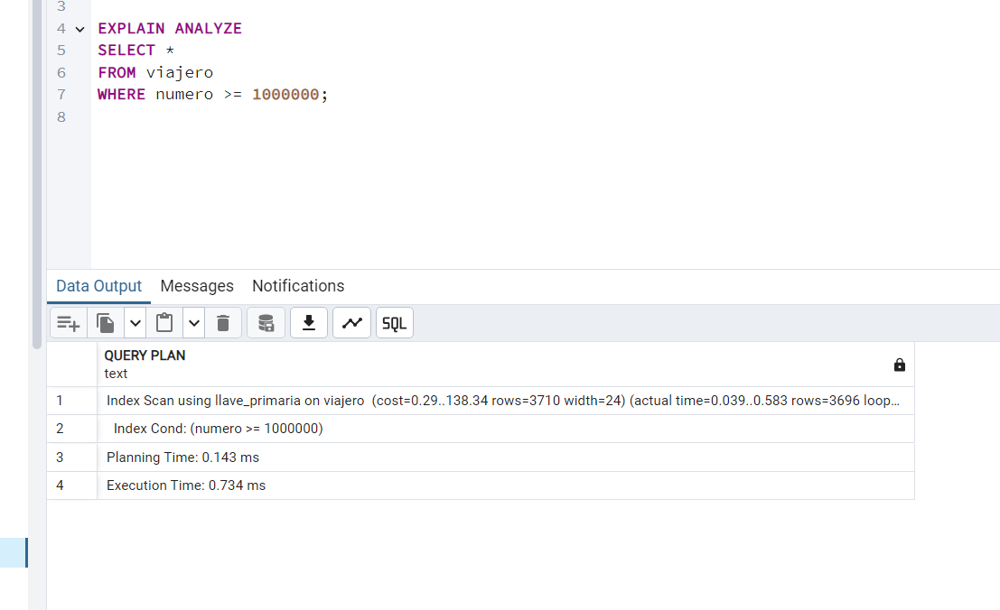 3
4 EXPLAIN ANALYZE
5 SELECT *
6 FROM viajero
7 WHERE numero >= 1000000;
8
Data Output Messages Notifications
SQL
QUERY PLAN
text
1 Index Scan using llave_primaria on viajero (cost=0.29..138.34 rows=3710 width=24) (actual time=0.039..0.583 rows=3696 loop...
2 Index Cond: (numero >= 1000000)
3 Planning Time: 0.143 ms
4 Execution Time: 0.734 ms